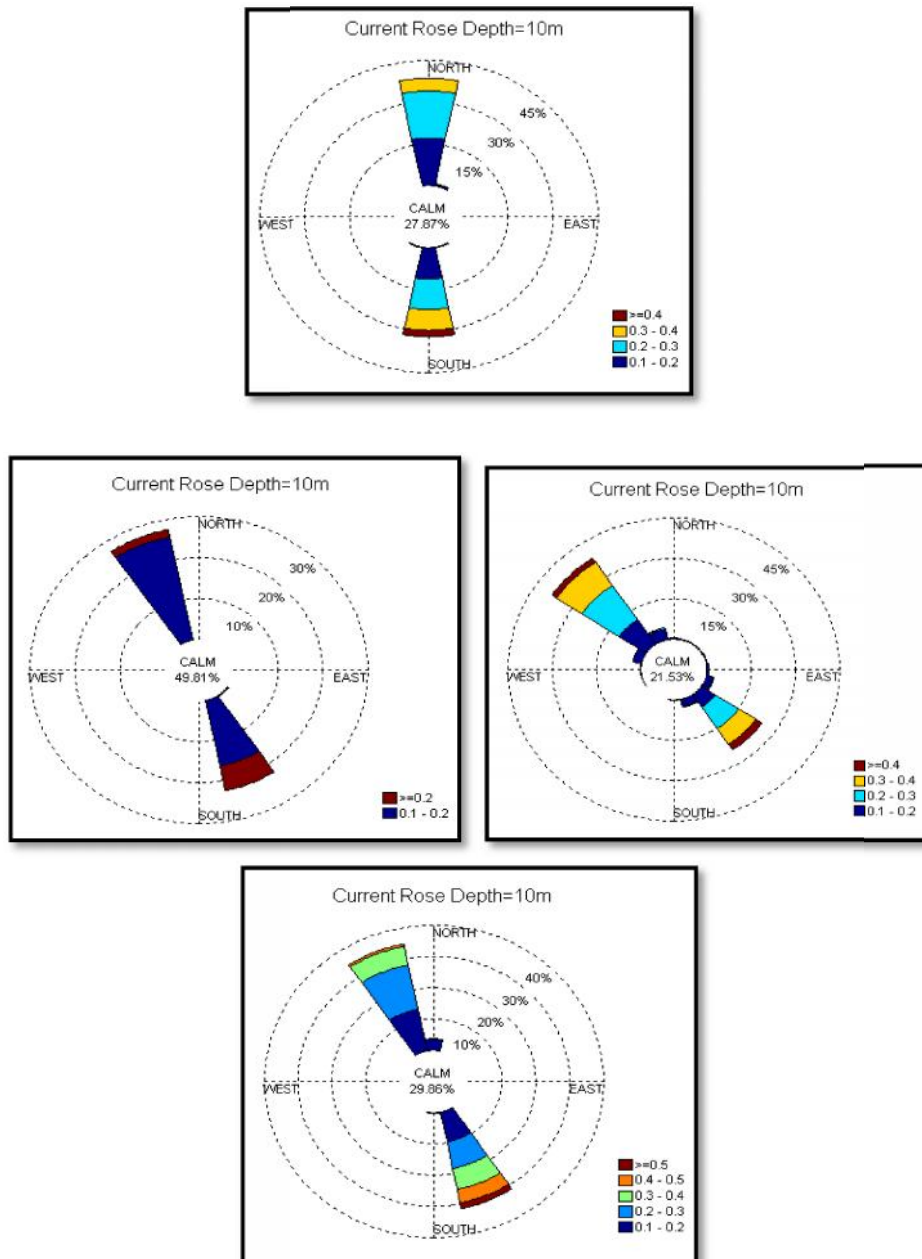 Current Rose Depth=10m
NORTH
45%
30%
15%
CALM
27.87%
WEST
EAST
SOUTH
>=0.4
0.3 - 0.4
0.2 - 0.3
0.1 - 0.2
Current Rose Depth=10m
NORTH
30%
20%
10%
CALM
49.81%
WEST
EAST
SOUTH
>=0.2
0.1 - 0.2
Current Rose Depth=10m
NORTH
45%
30%
15%
CALM
21.53%
WEST
EAST
SOUTH
>=0.4
0.3 - 0.4
0.2 - 0.3
0.1 - 0.2
Current Rose Depth=10m
NORTH
40%
30%
20%
10%
CALM
29.86%
WEST
EAST
SOUTH
>=0.5
0.4 - 0.5
0.3 - 0.4
0.2 - 0.3
0.1 - 0.2